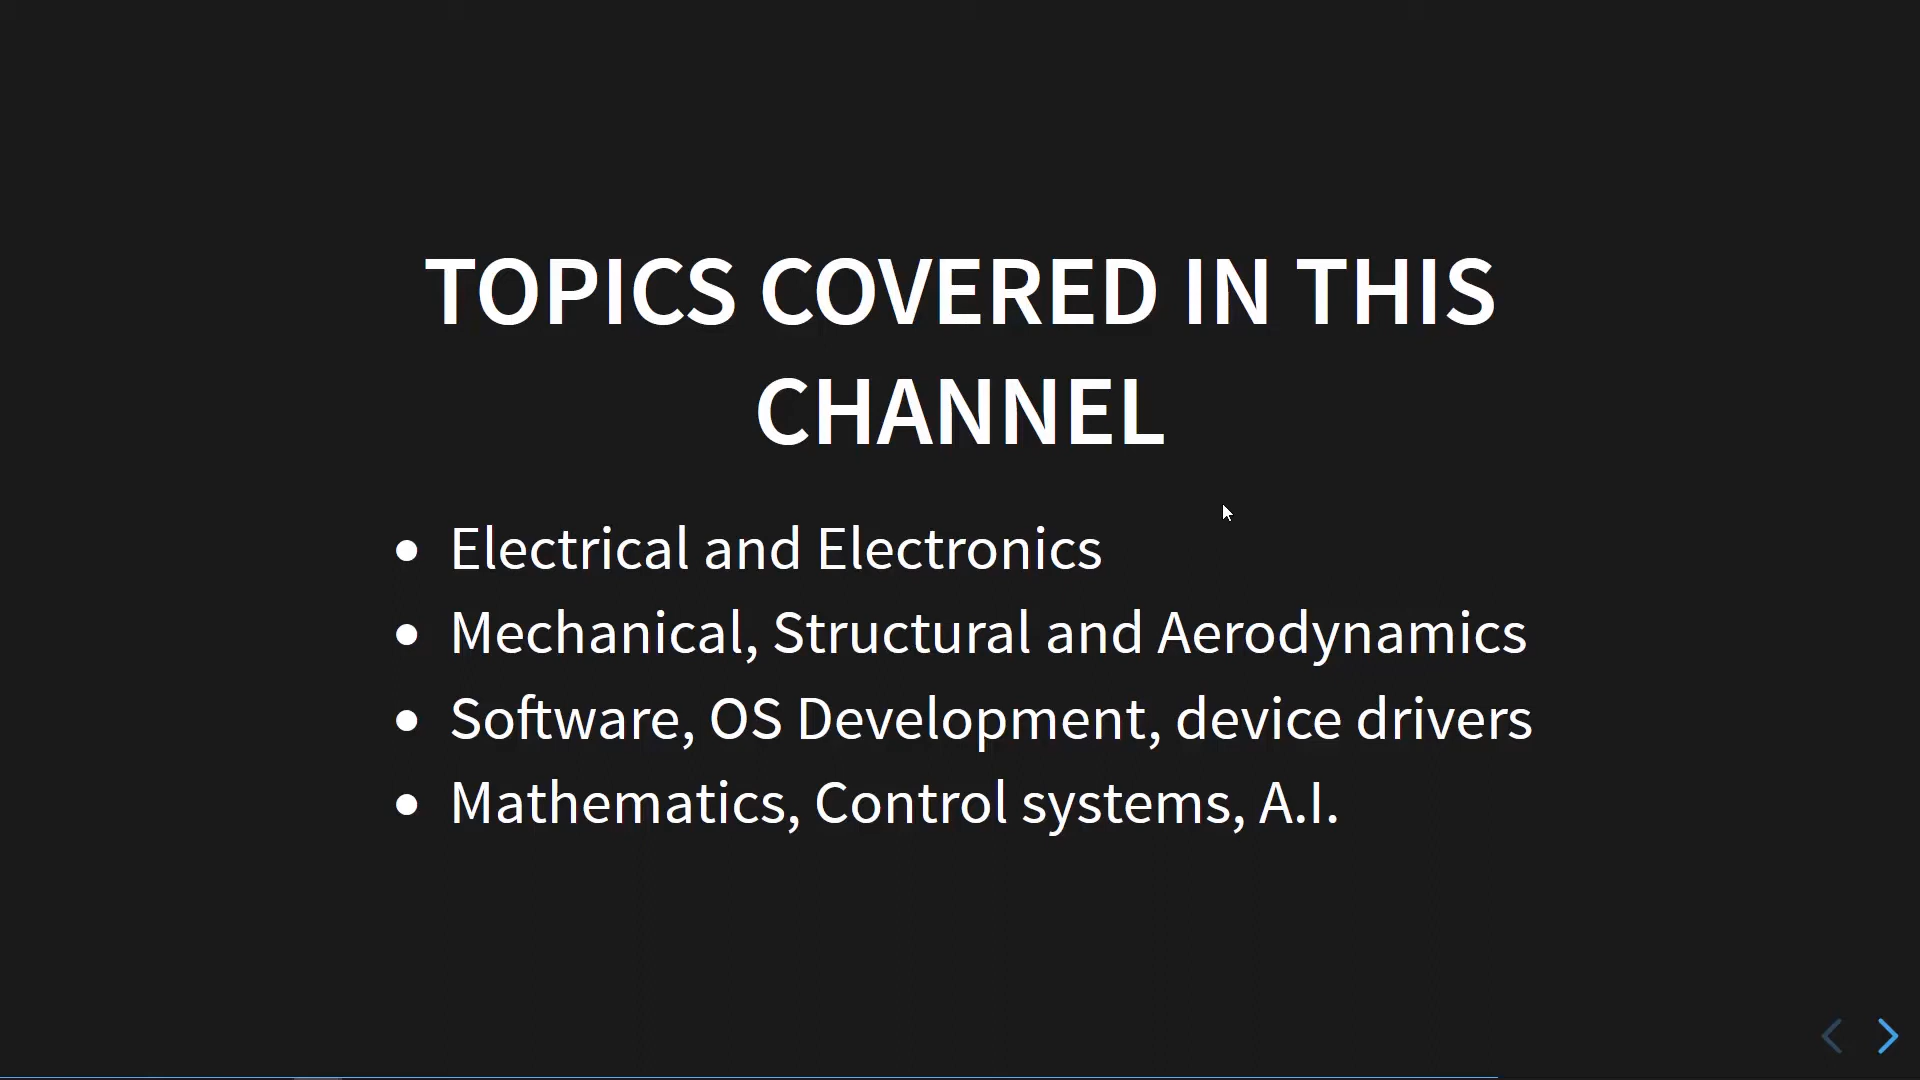 TOPICS COVERED IN THIS
CHANNEL
Electrical and Electronics
Mechanical, Structural and Aerodynamics
Software, OS Development, device drivers
Mathematics, Control systems, A.I.